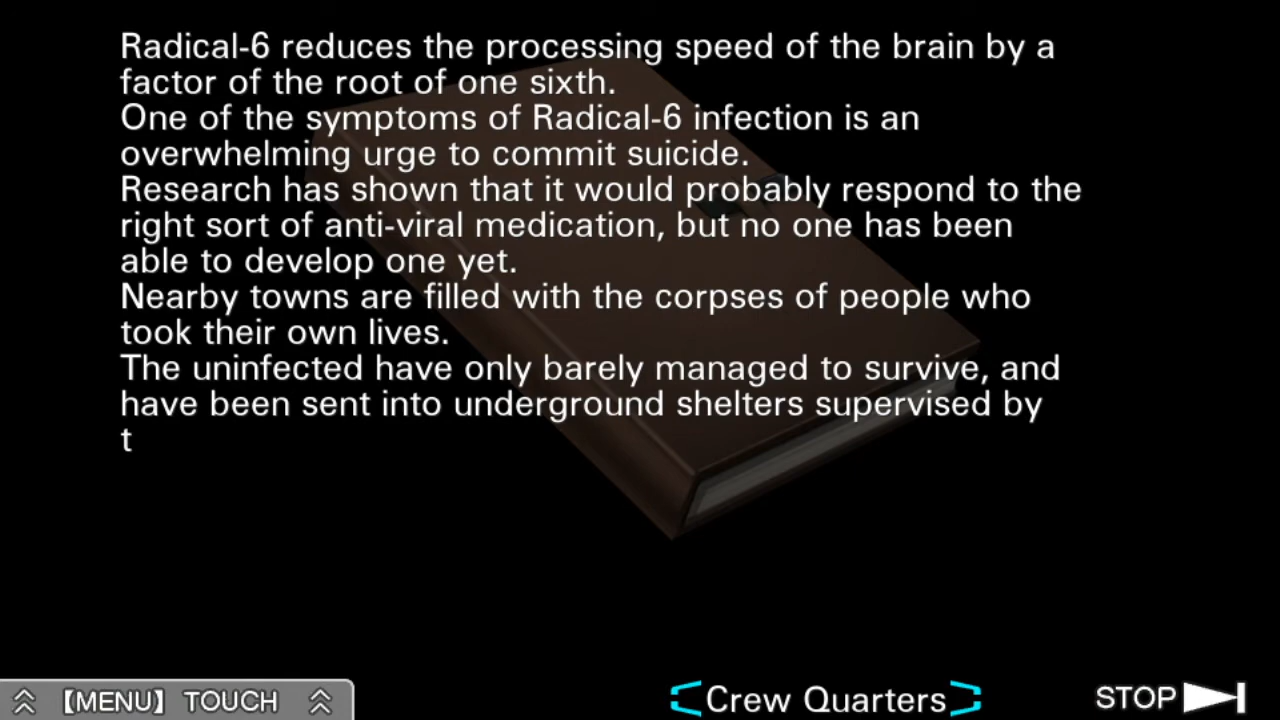 Radical-6 reduces the processing speed of the brain by a
factor of the root of one sixth.
One of the symptoms of Radical-6 infection is an
overwhelming urge to commit suicide.
Research has shown that it would probably respond to the
right sort of anti-viral medication, but no one has been
able to develop one yet.
Nearby towns are filled with the corpses of people who
took their own lives.
The uninfected have only barely managed to survive, and
have been sent into underground shelters supervised by
t
【MENU】 TOUCH
Crew Quarters
STOP